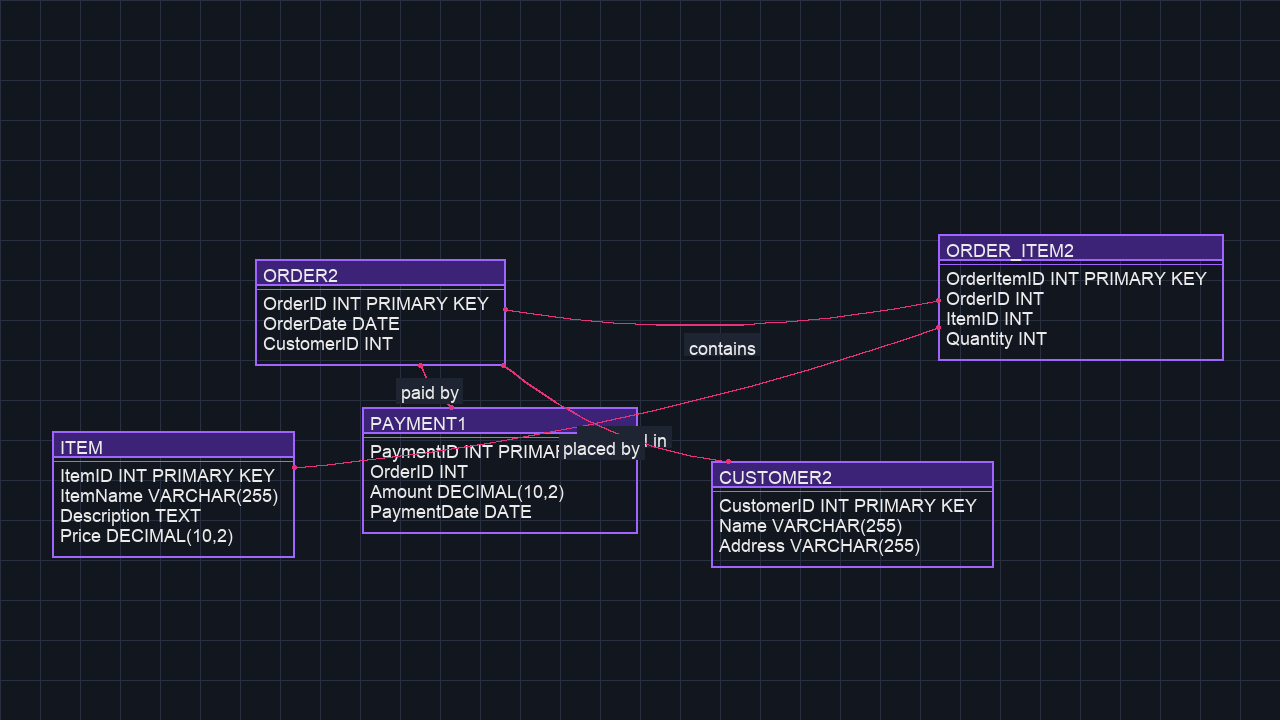 ORDER2
OrderID INT PRIMARY KEY
OrderDate DATE
CustomerID INT
ORDER_ITEM2
OrderItemID INT PRIMARY KEY
OrderID INT
ItemID INT
Quantity INT
contains
paid by
PAYMENT1
PaymentID INT
OrderID INT
Amount DECIMAL(10,2)
PaymentDate DATE
in
placed by
ITEM
ItemID INT PRIMARY KEY
ItemName VARCHAR(255)
Description TEXT
Price DECIMAL(10,2)
CUSTOMER2
CustomerID INT PRIMARY KEY
Name VARCHAR(255)
Address VARCHAR(255)